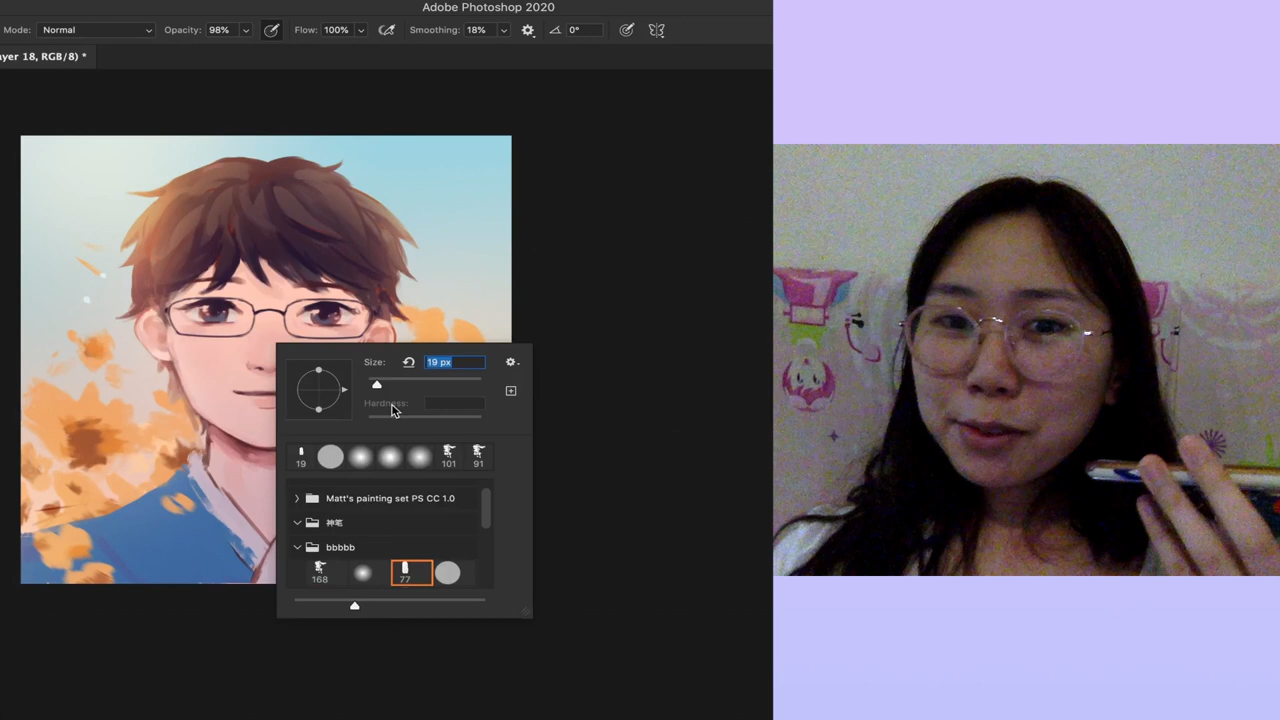 Adobe Photoshop 2020
Mode: Normal Opacity: 98% Flow: 100% Smoothing: 18% 0°
ayer 18, RGB/8) *
Size: 19 px
Hardness:
19 101 91
Matt's painting set PS CC 1.0
神笔
bbbbb
168 77